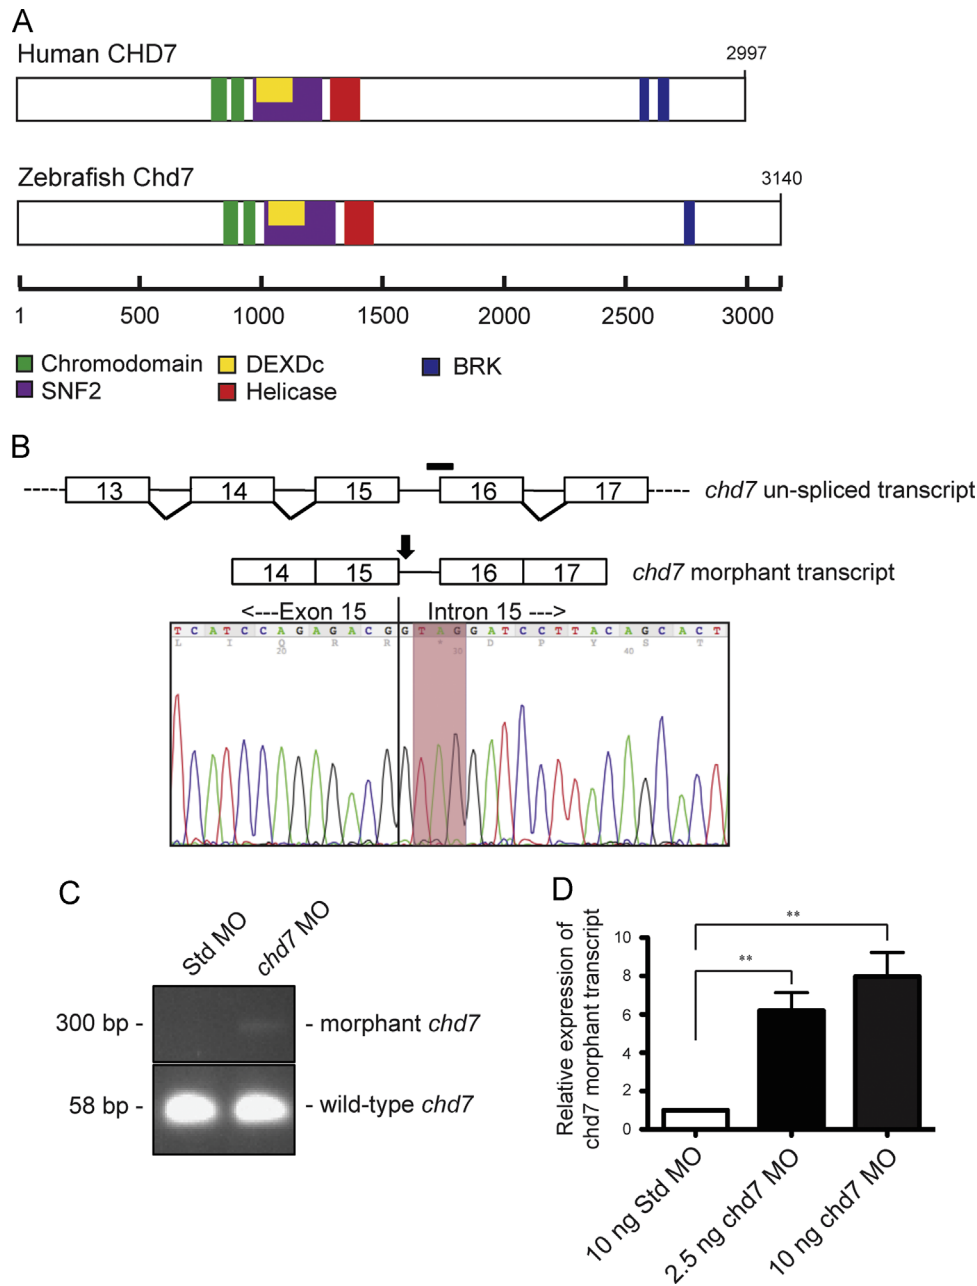 A
Human CHD7
2997
Zebrafish Chd7
3140
1 500 1000 1500 2000 2500 3000
Chromodomain DEXDc BRK
SNF2 Helicase
B
13 14 15 16 17 chd7 un-spliced transcript
14 15 16 17 chd7 morphant transcript
<---Exon 15 Intron 15 --->
T C A T C C A G A G A C G G T A G G A T C C T T A C A G C A C T
L I Q R R * D P Y S T
20 30 40
C
Std MO chd7 MO
300 bp - - morphant chd7
58 bp - - wild-type chd7
D
Relative expression of
chd7 morphant transcript
10
8
6
4
2
0
** **
10 ng Std MO
2.5 ng chd7 MO
10 ng chd7 MO